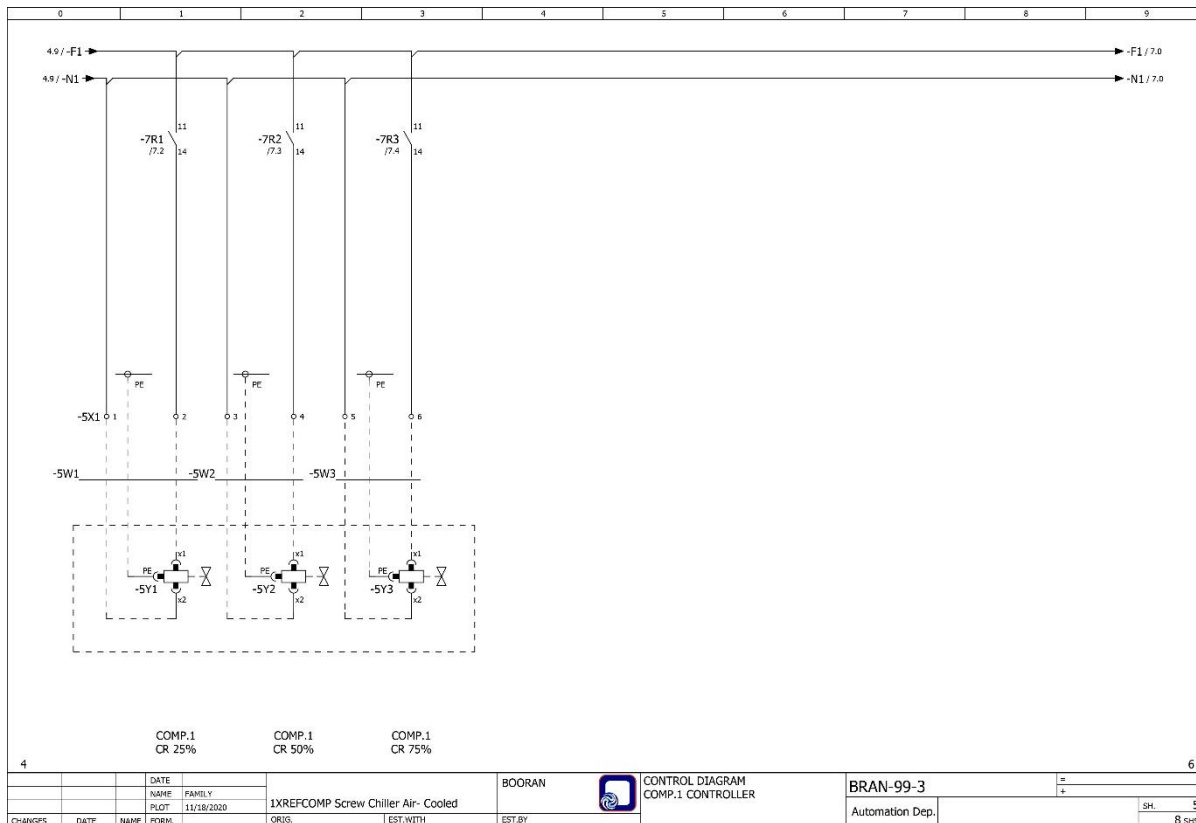 0 1 2 3 4 5 6 7 8 9
4.9 / -F1 -F1 / 7.0
4.9 / -N1 -N1 / 7.0
11 11 11
-7R1 -7R2 -7R3
/7.2 14 /7.3 14 /7.4 14
PE PE PE
-5X1 1 2 3 4 5 6
-5W1 -5W2 -5W3
x1 x1 x1
PE PE PE
-5Y1 -5Y2 -5Y3
x2 x2 x2
COMP.1 COMP.1 COMP.1
CR 25% CR 50% CR 75%
4 6
DATE
NAME FAMILY
PLOT 11/18/2020
CHANGES DATE NAME FORM.
1XREFCOMP Screw Chiller Air- Cooled
ORIG. EST.WITH EST.BY
BOORAN
CONTROL DIAGRAM
COMP.1 CONTROLLER
BRAN-99-3
Automation Dep.
=
+
SH. 5
8 SHS